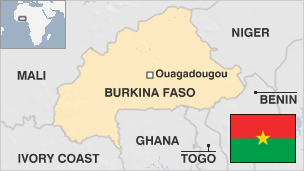 NIGER
MALI
Ouagadougou
BURKINA FASO
BENIN
GHANA
TOGO
IVORY COAST